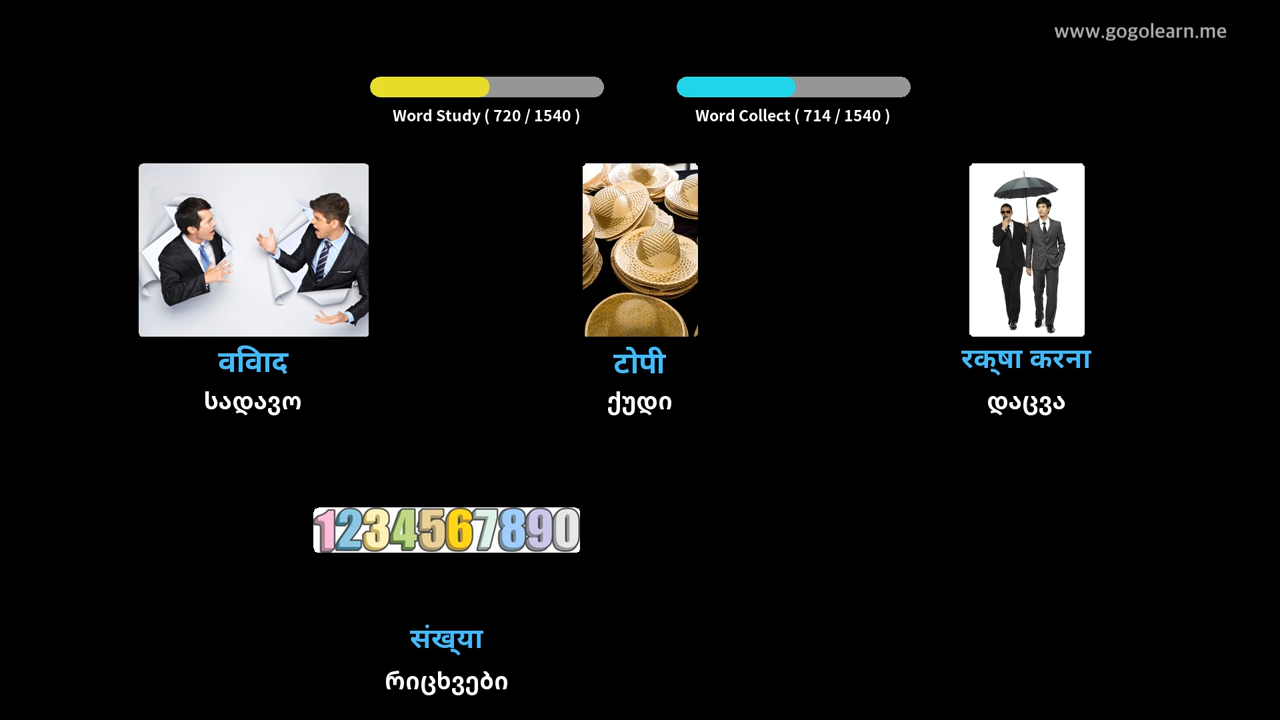 www.gogolearn.me
Word Study ( 720 / 1540 )
Word Collect ( 714 / 1540 )
विवाद
სადავო
टोपी
ქუდი
रक्षा करना
დაცვა
1234567890
संख्या
რიცხვები